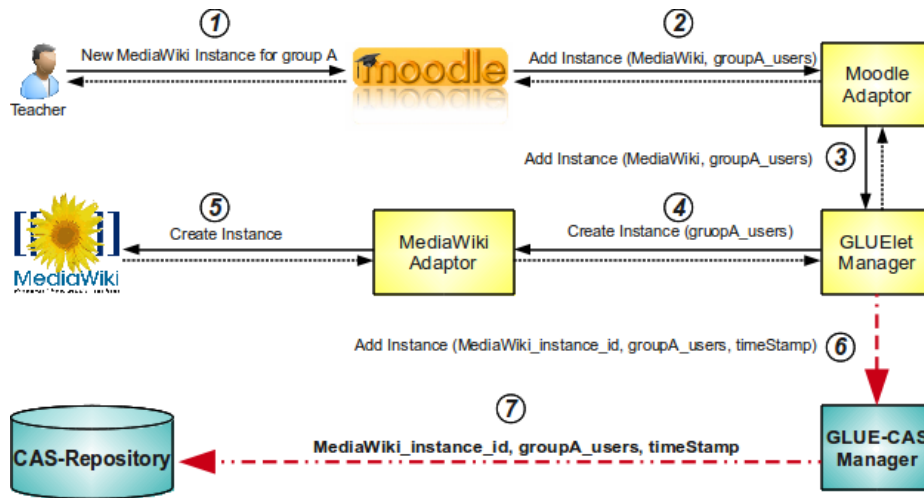 1
2
New MediaWiki Instance for group A
moodle
Add Instance (MediaWiki, groupA_users)
Moodle
Adaptor
Teacher
Add Instance (MediaWiki, groupA_users)
3
5
4
[[ ]]
MediaWiki
Create Instance
MediaWiki
Adaptor
Create Instance (gruopA_users)
GLUElet
Manager
Add Instance (MediaWiki_instance_id, groupA_users, timeStamp)
6
7
CAS-Repository
MediaWiki_instance_id, groupA_users, timeStamp
GLUE-CAS
Manager